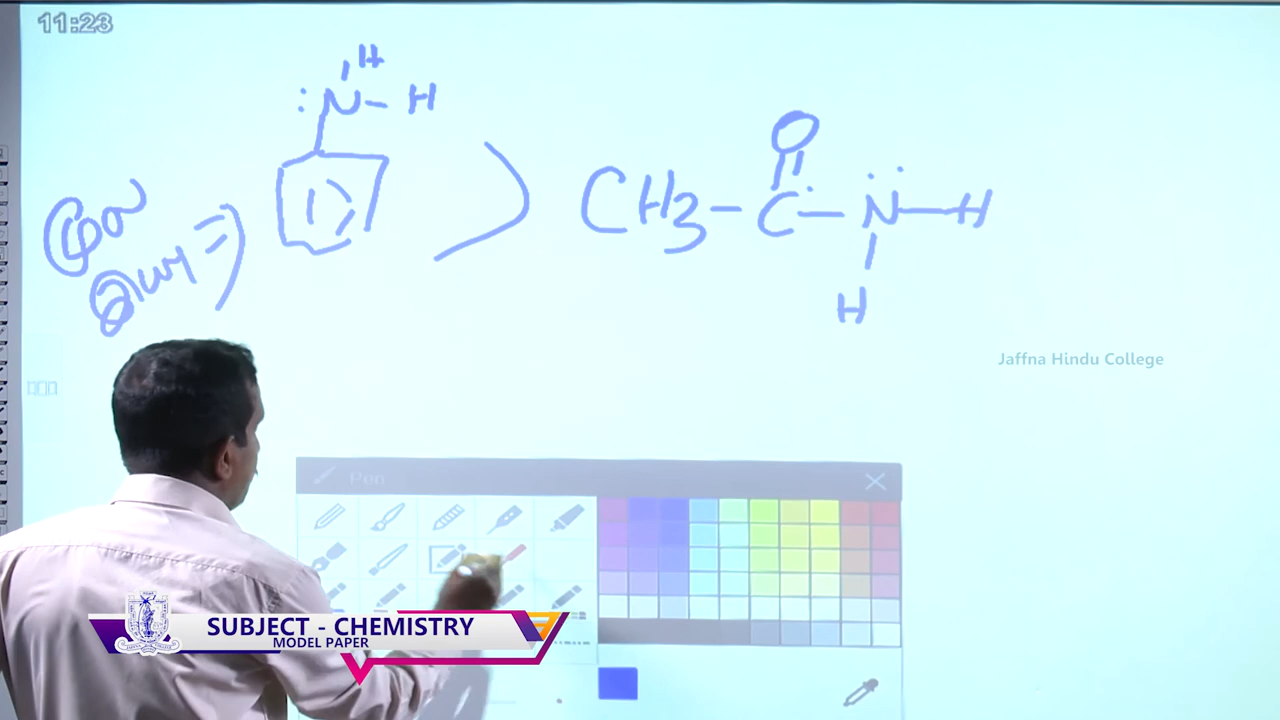 11:23
H
:N-H
> CH3-C-N-H
O
H
Jaffna Hindu College
Pen
SUBJECT - CHEMISTRY
MODEL PAPER